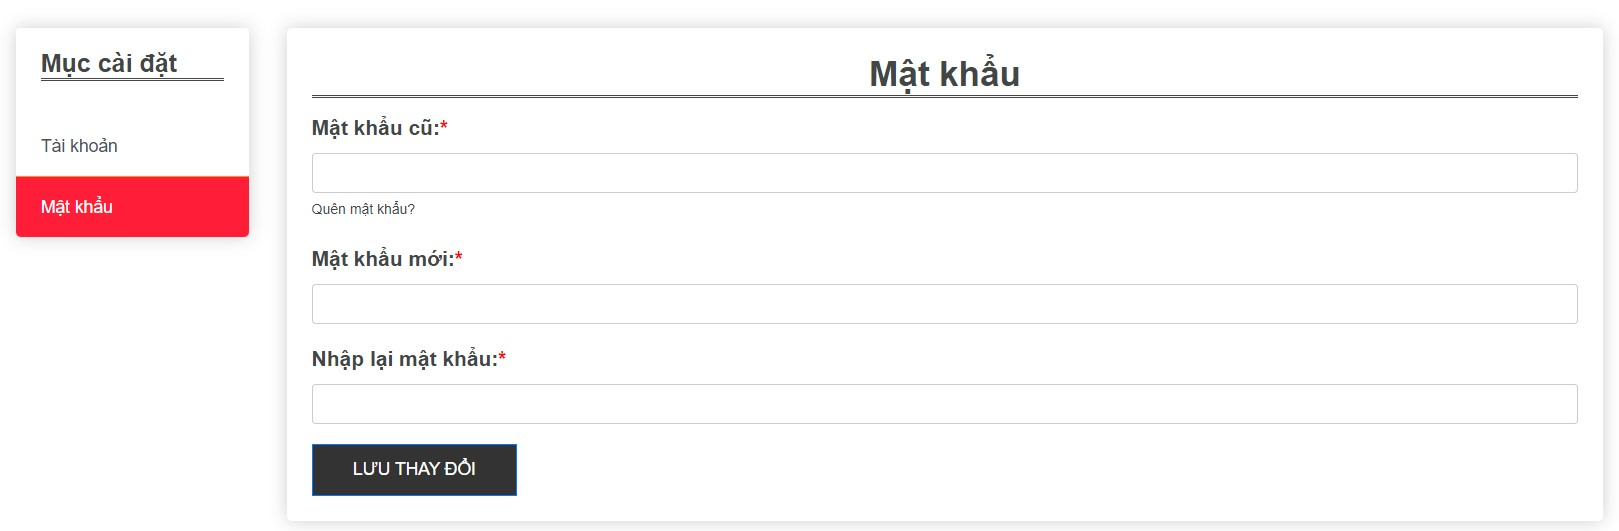 Mục cài đặt
Tài khoản
Mật khẩu
Mật khẩu
Mật khẩu cũ:*
Quên mật khẩu?
Mật khẩu mới:*
Nhập lại mật khẩu:*
LƯU THAY ĐỔI